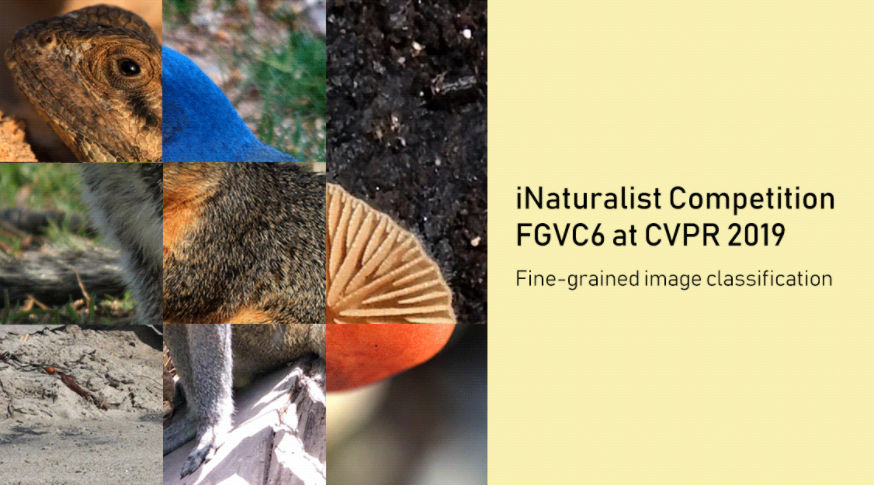 iNaturalist Competition
FGVC6 at CVPR 2019
Fine-grained image classification